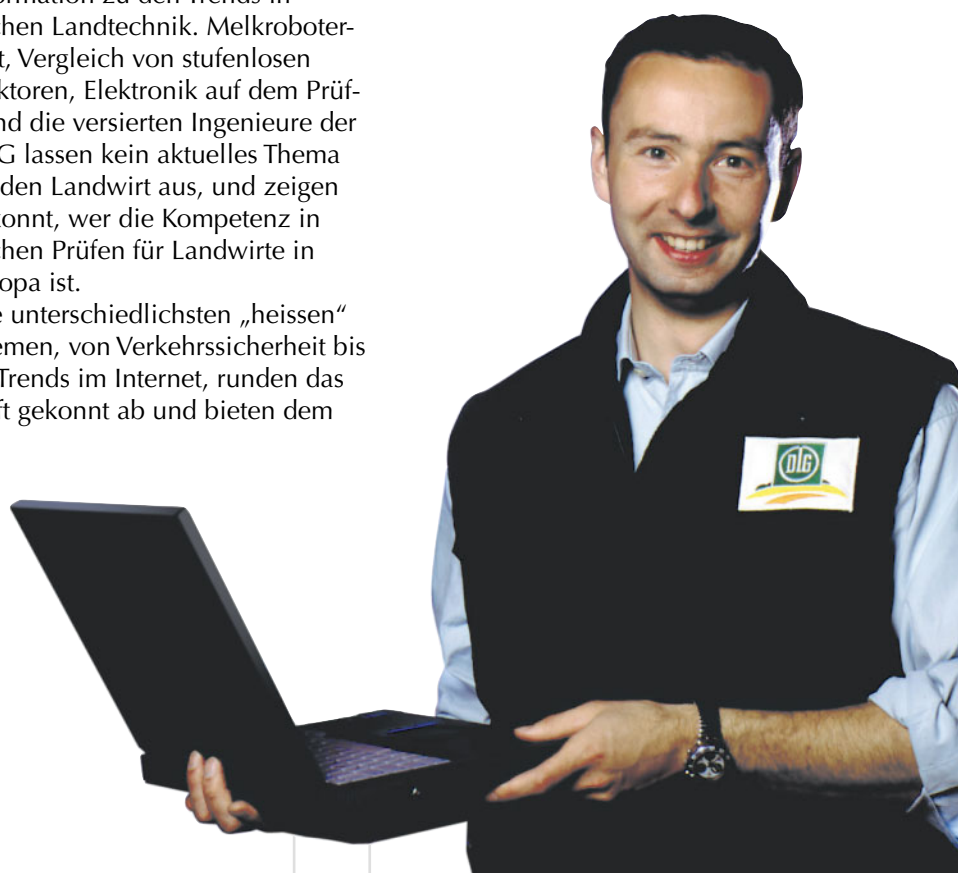 formation zu den Trends in
chen Landtechnik. Melkroboter-
t, Vergleich von stufenlosen
ktoren, Elektronik auf dem Prüf-
nd die versierten Ingenieure der
G lassen kein aktuelles Thema
den Landwirt aus, und zeigen
konnt, wer die Kompetenz in
chen Prüfen für Landwirte in
opa ist.
e unterschiedlichsten „heissen“
emen, von Verkehrssicherheit bis
Trends im Internet, runden das
ft gekonnt ab und bieten dem
DLG